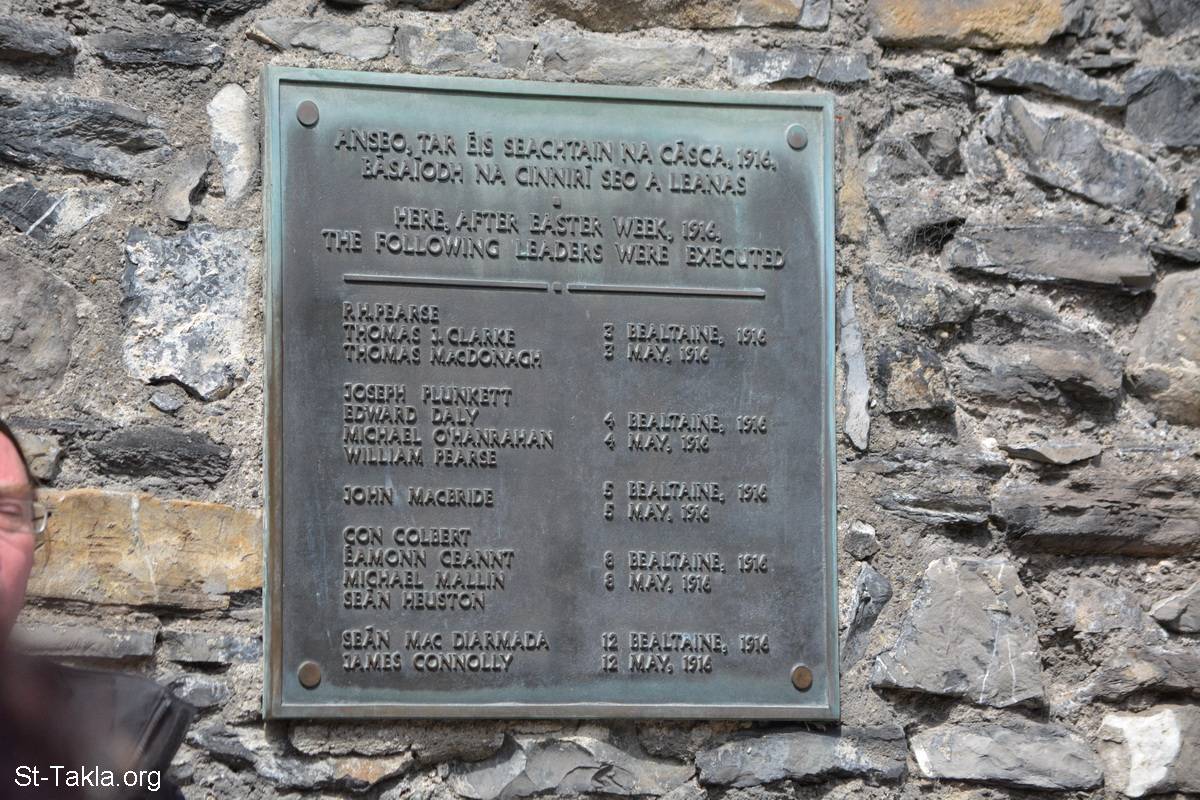 ANSEO, TAR ÉIS SEACHTAIN NA CÁSCA, 1916,
BÁSAÍODH NA CINNIRÍ SEO A LEANAS
HERE, AFTER EASTER WEEK, 1916,
THE FOLLOWING LEADERS WERE EXECUTED
P.H. PEARSE
THOMAS J. CLARKE 3 BEALTAINE, 1916
THOMAS MACDONAGH 3 MAY, 1916
JOSEPH PLUNKETT
EDWARD DALY 4 BEALTAINE, 1916
MICHAEL O'HANRAHAN 4 MAY, 1916
WILLIAM PEARSE
JOHN MACBRIDE 5 BEALTAINE, 1916
5 MAY, 1916
CON COLBERT
ÉAMONN CEANNT 8 BEALTAINE, 1916
MICHAEL MALLIN 8 MAY, 1916
SEÁN HEUSTON
SEÁN MAC DIARMADA 12 BEALTAINE, 1916
JAMES CONNOLLY 12 MAY, 1916
St-Takla.org